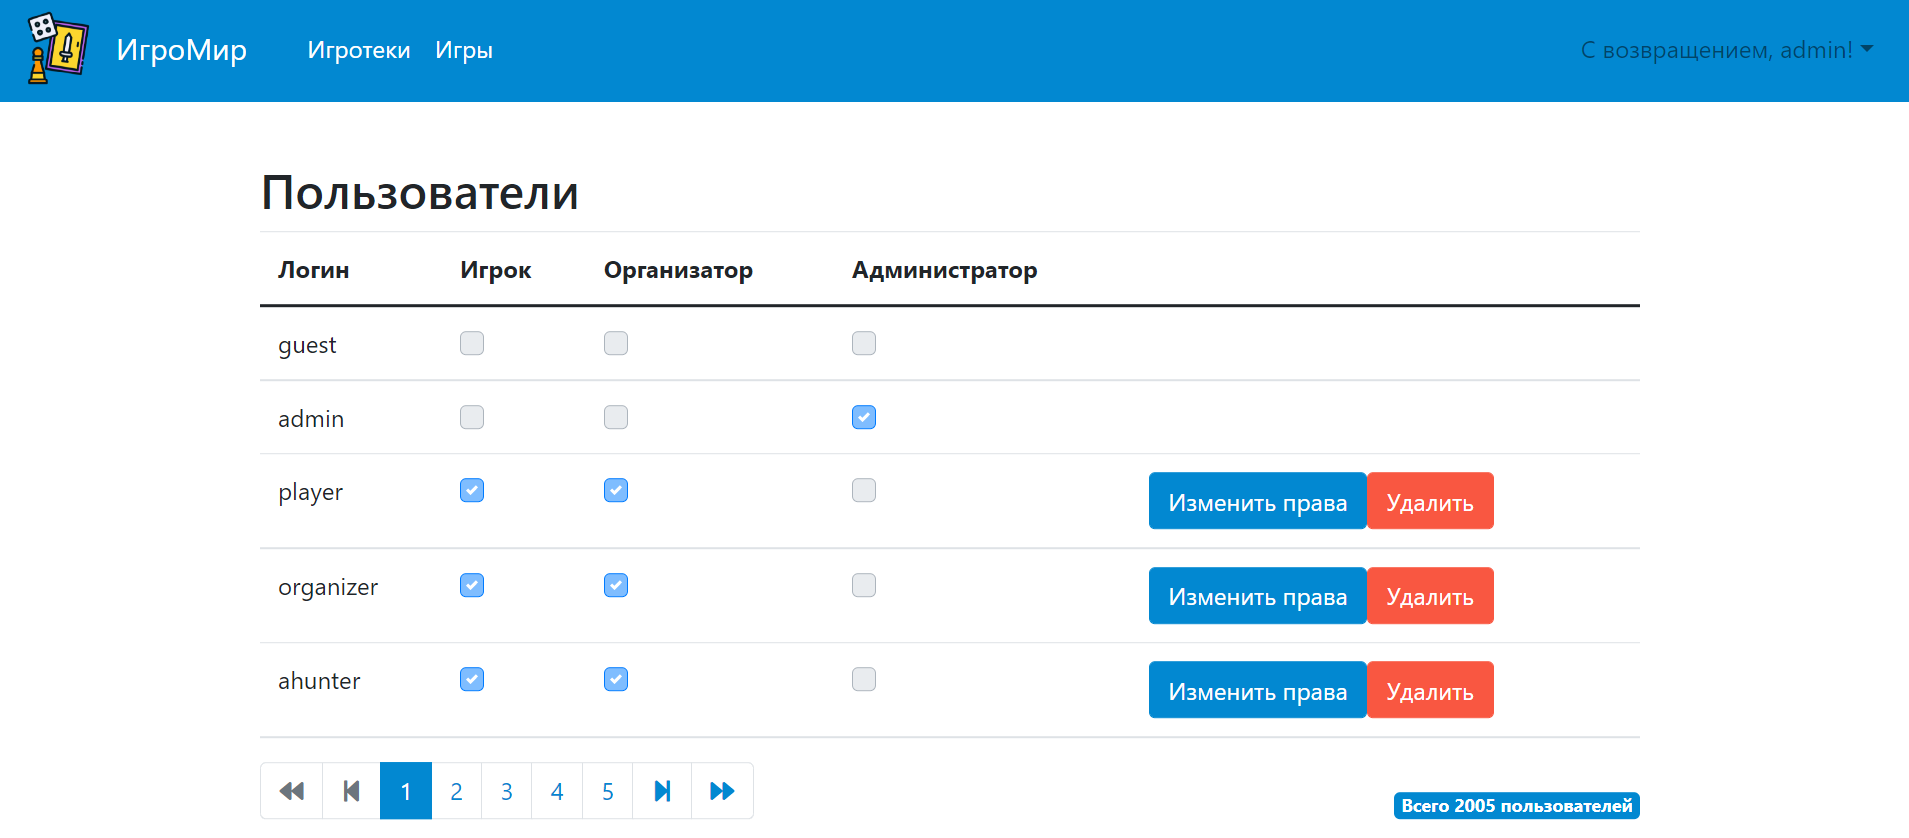 ИгроМир Игротеки Игры С возвращением, admin!
Пользователи
Логин Игрок Организатор Администратор
guest
admin
player Изменить права Удалить
organizer Изменить права Удалить
ahunter Изменить права Удалить
1 2 3 4 5
Всего 2005 пользователей